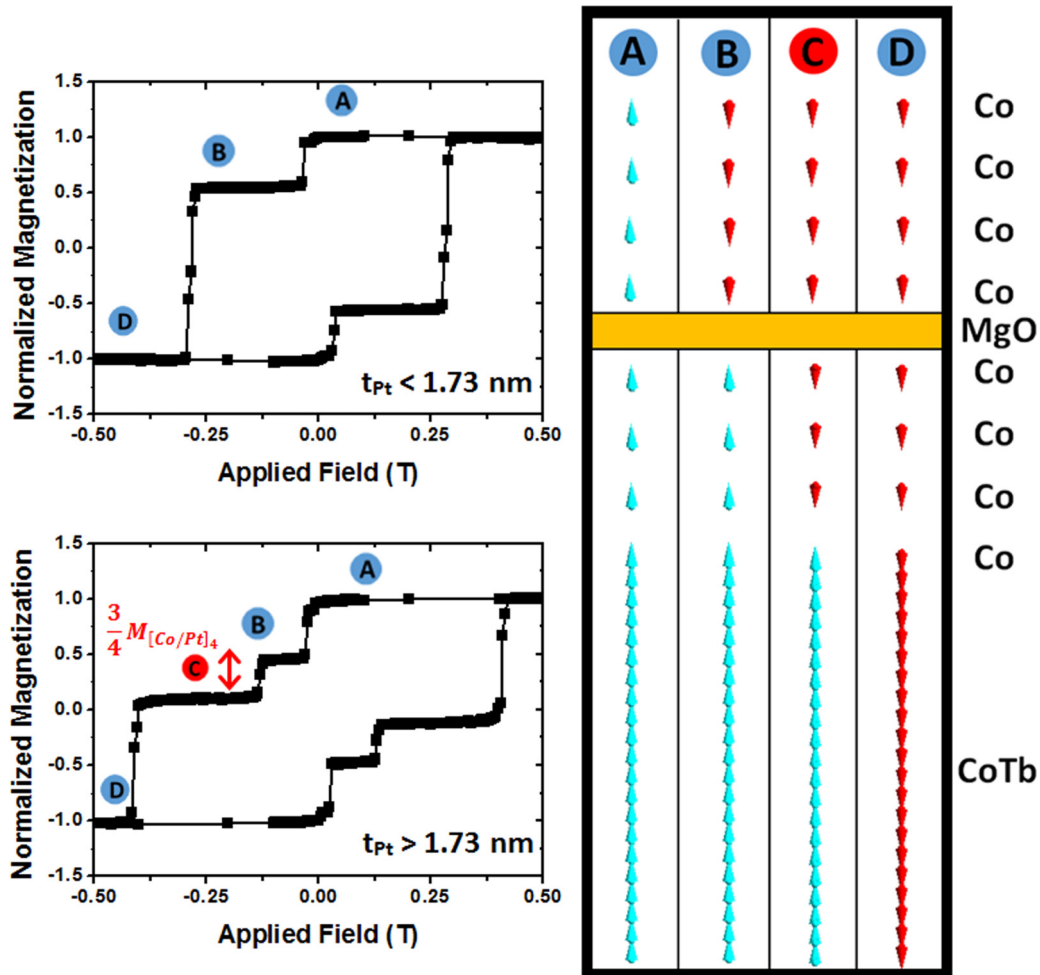 Normalized Magnetization
1.5
1.0
0.5
0.0
-0.5
-1.0
-1.5
A
B
D
t_Pt < 1.73 nm
-0.50 -0.25 0.00 0.25 0.50
Applied Field (T)
Normalized Magnetization
1.5
1.0
0.5
0.0
-0.5
-1.0
-1.5
A
B
3/4 M_[Co/Pt]_4
C
D
t_Pt > 1.73 nm
-0.50 -0.25 0.00 0.25 0.50
Applied Field (T)
A B C D
Co
Co
Co
Co
MgO
Co
Co
Co
Co
CoTb